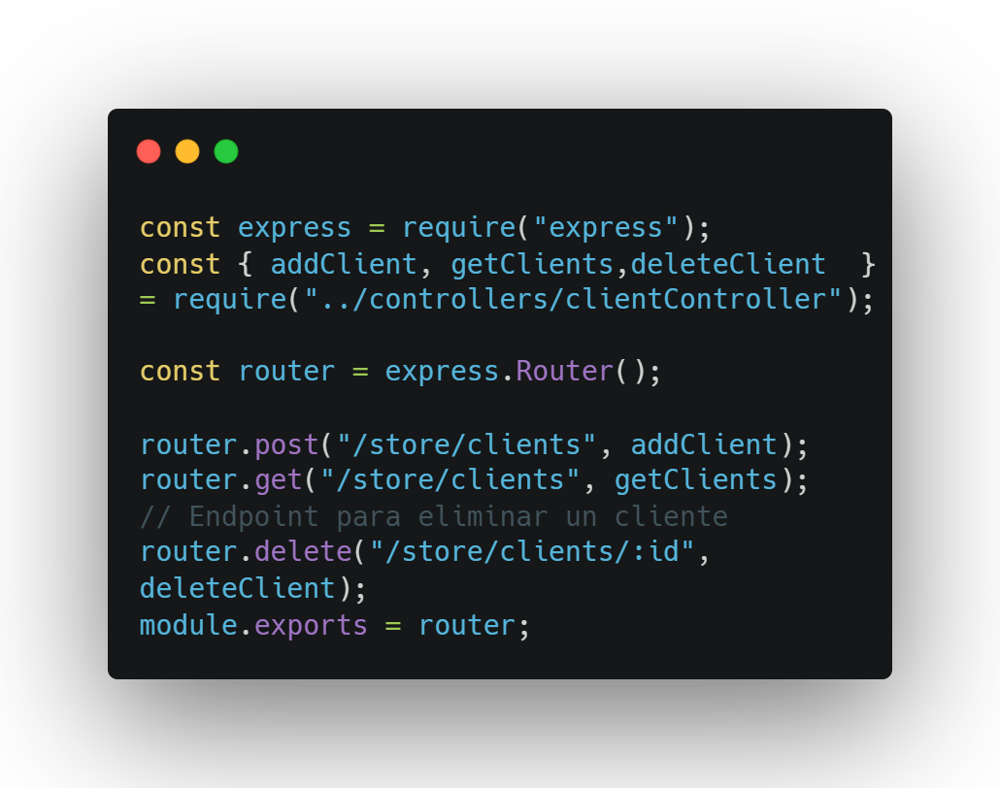 const express = require("express");
const { addClient, getClients,deleteClient  }
= require("../controllers/clientController");
const router = express.Router();
router.post("/store/clients", addClient);
router.get("/store/clients", getClients);
// Endpoint para eliminar un cliente
router.delete("/store/clients/:id",
deleteClient);
module.exports = router;